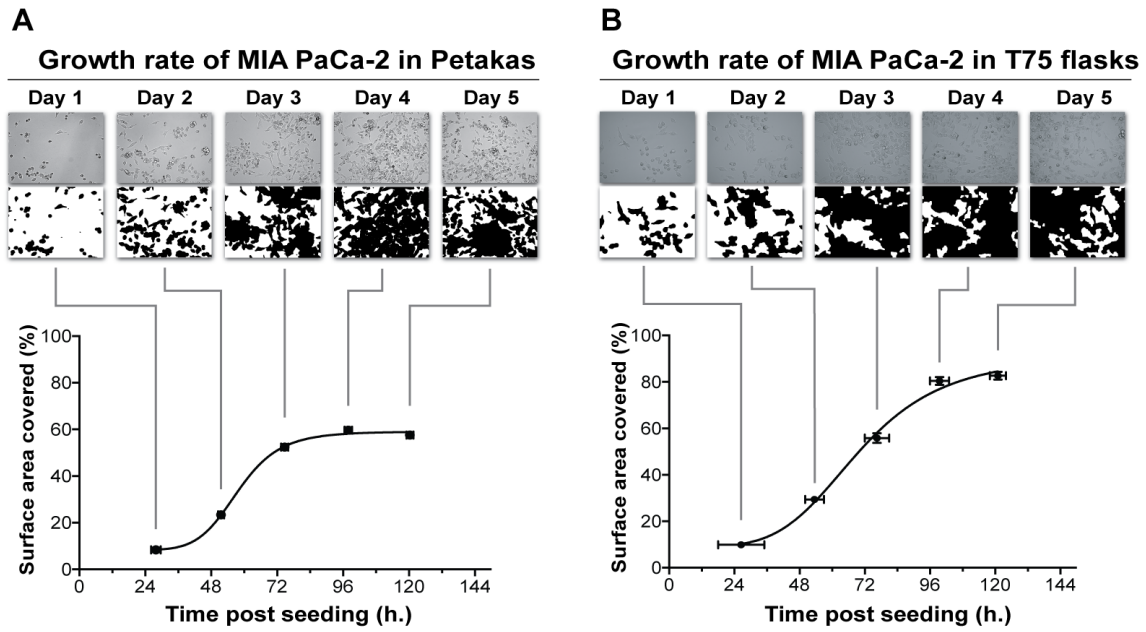 A
Growth rate of MIA PaCa-2 in Petakas
Day 1 Day 2 Day 3 Day 4 Day 5
Surface area covered (%)
100
80
60
40
20
0
0 24 48 72 96 120 144
Time post seeding (h.)
B
Growth rate of MIA PaCa-2 in T75 flasks
Day 1 Day 2 Day 3 Day 4 Day 5
Surface area covered (%)
100
80
60
40
20
0
0 24 48 72 96 120 144
Time post seeding (h.)